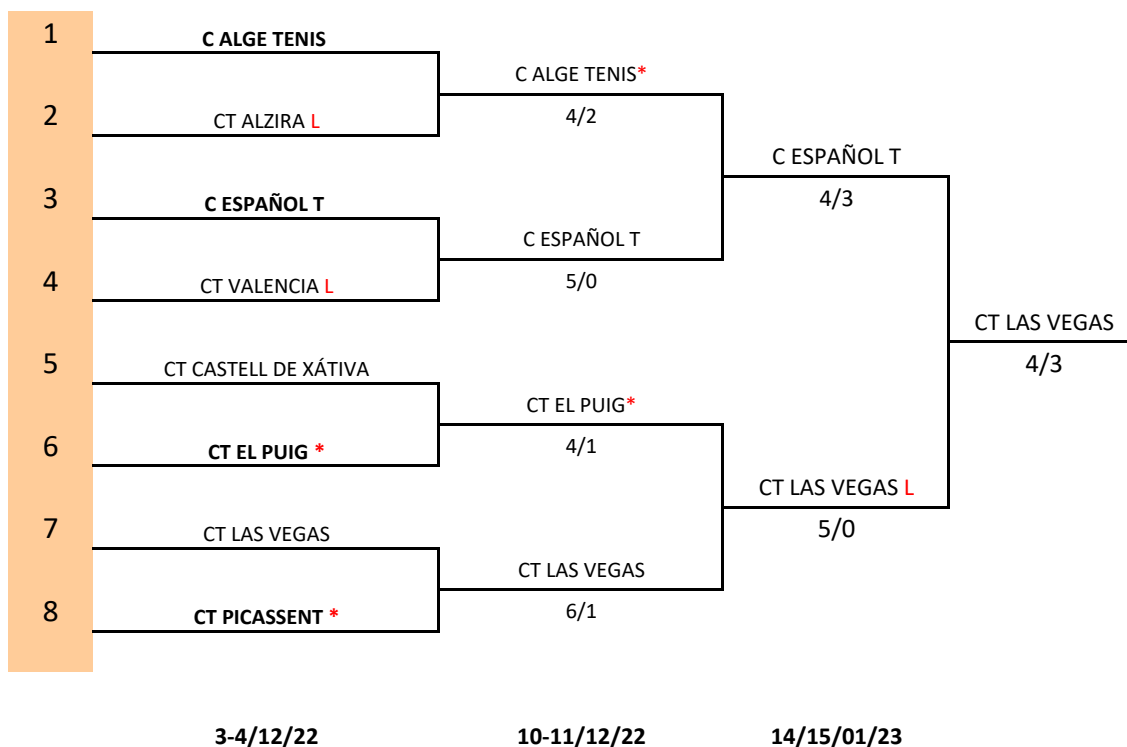 1
C ALGE TENIS
C ALGE TENIS*
4/2
2
CT ALZIRA L
C ESPAÑOL T
4/3
3
C ESPAÑOL T
C ESPAÑOL T
5/0
4
CT VALENCIA L
CT LAS VEGAS
4/3
5
CT CASTELL DE XÁTIVA
CT EL PUIG*
4/1
6
CT EL PUIG *
CT LAS VEGAS L
5/0
7
CT LAS VEGAS
CT LAS VEGAS
6/1
8
CT PICASSENT *
3-4/12/22 10-11/12/22 14/15/01/23